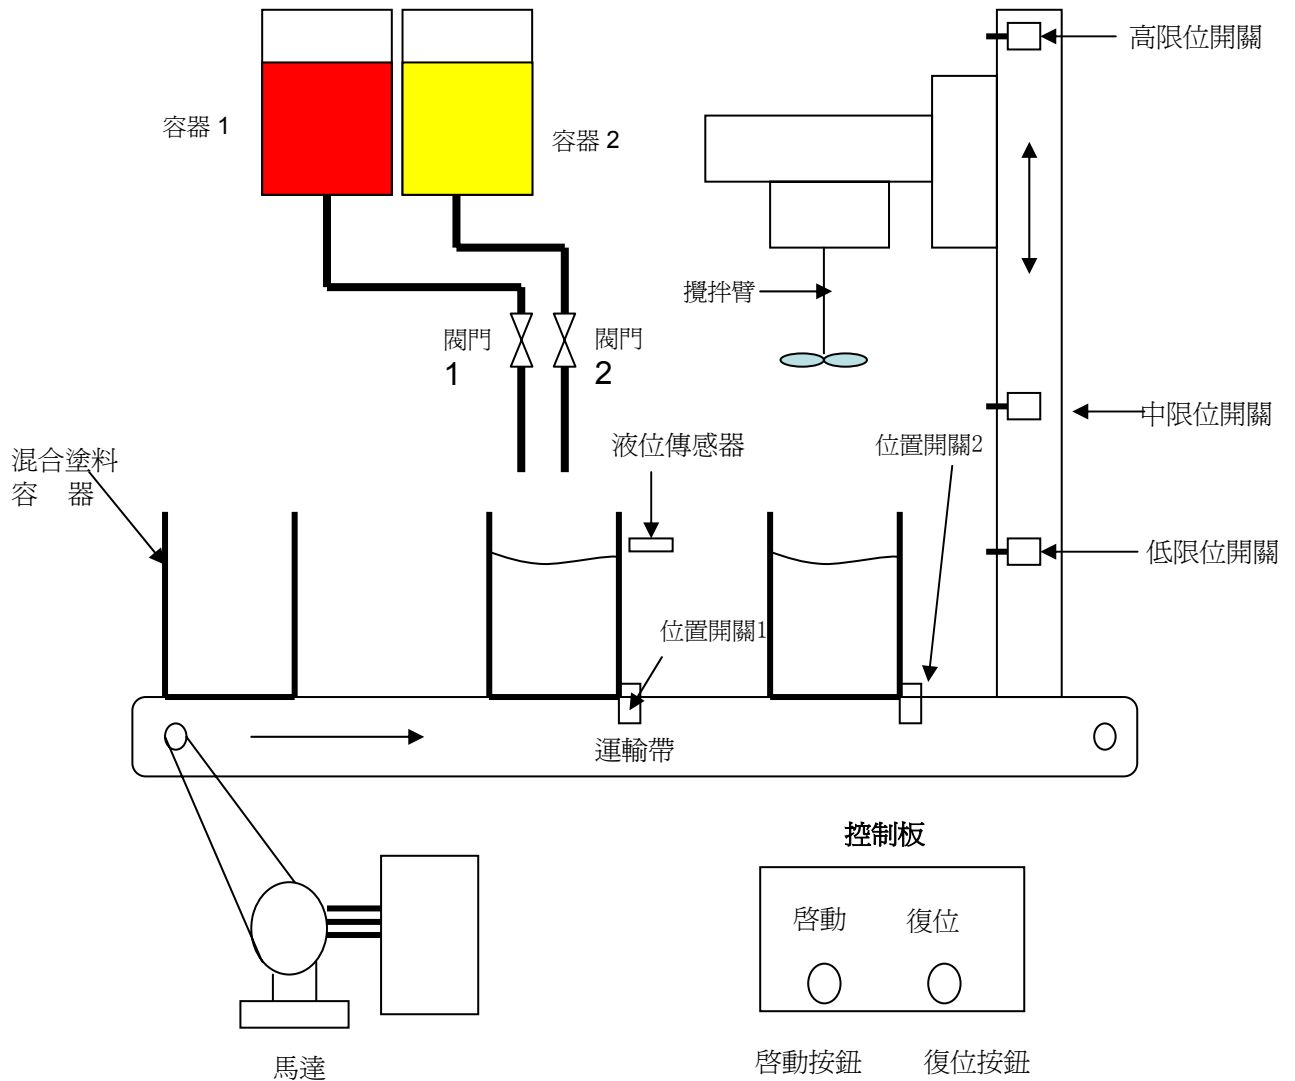 高限位開關
容器 1
容器 2
攪拌臂
閥門
1
閥門
2
中限位開關
混合塗料
容 器
液位傳感器
位置開關2
低限位開關
位置開關1
運輸帶
控制板
啓動
復位
馬達
啓動按鈕
復位按鈕